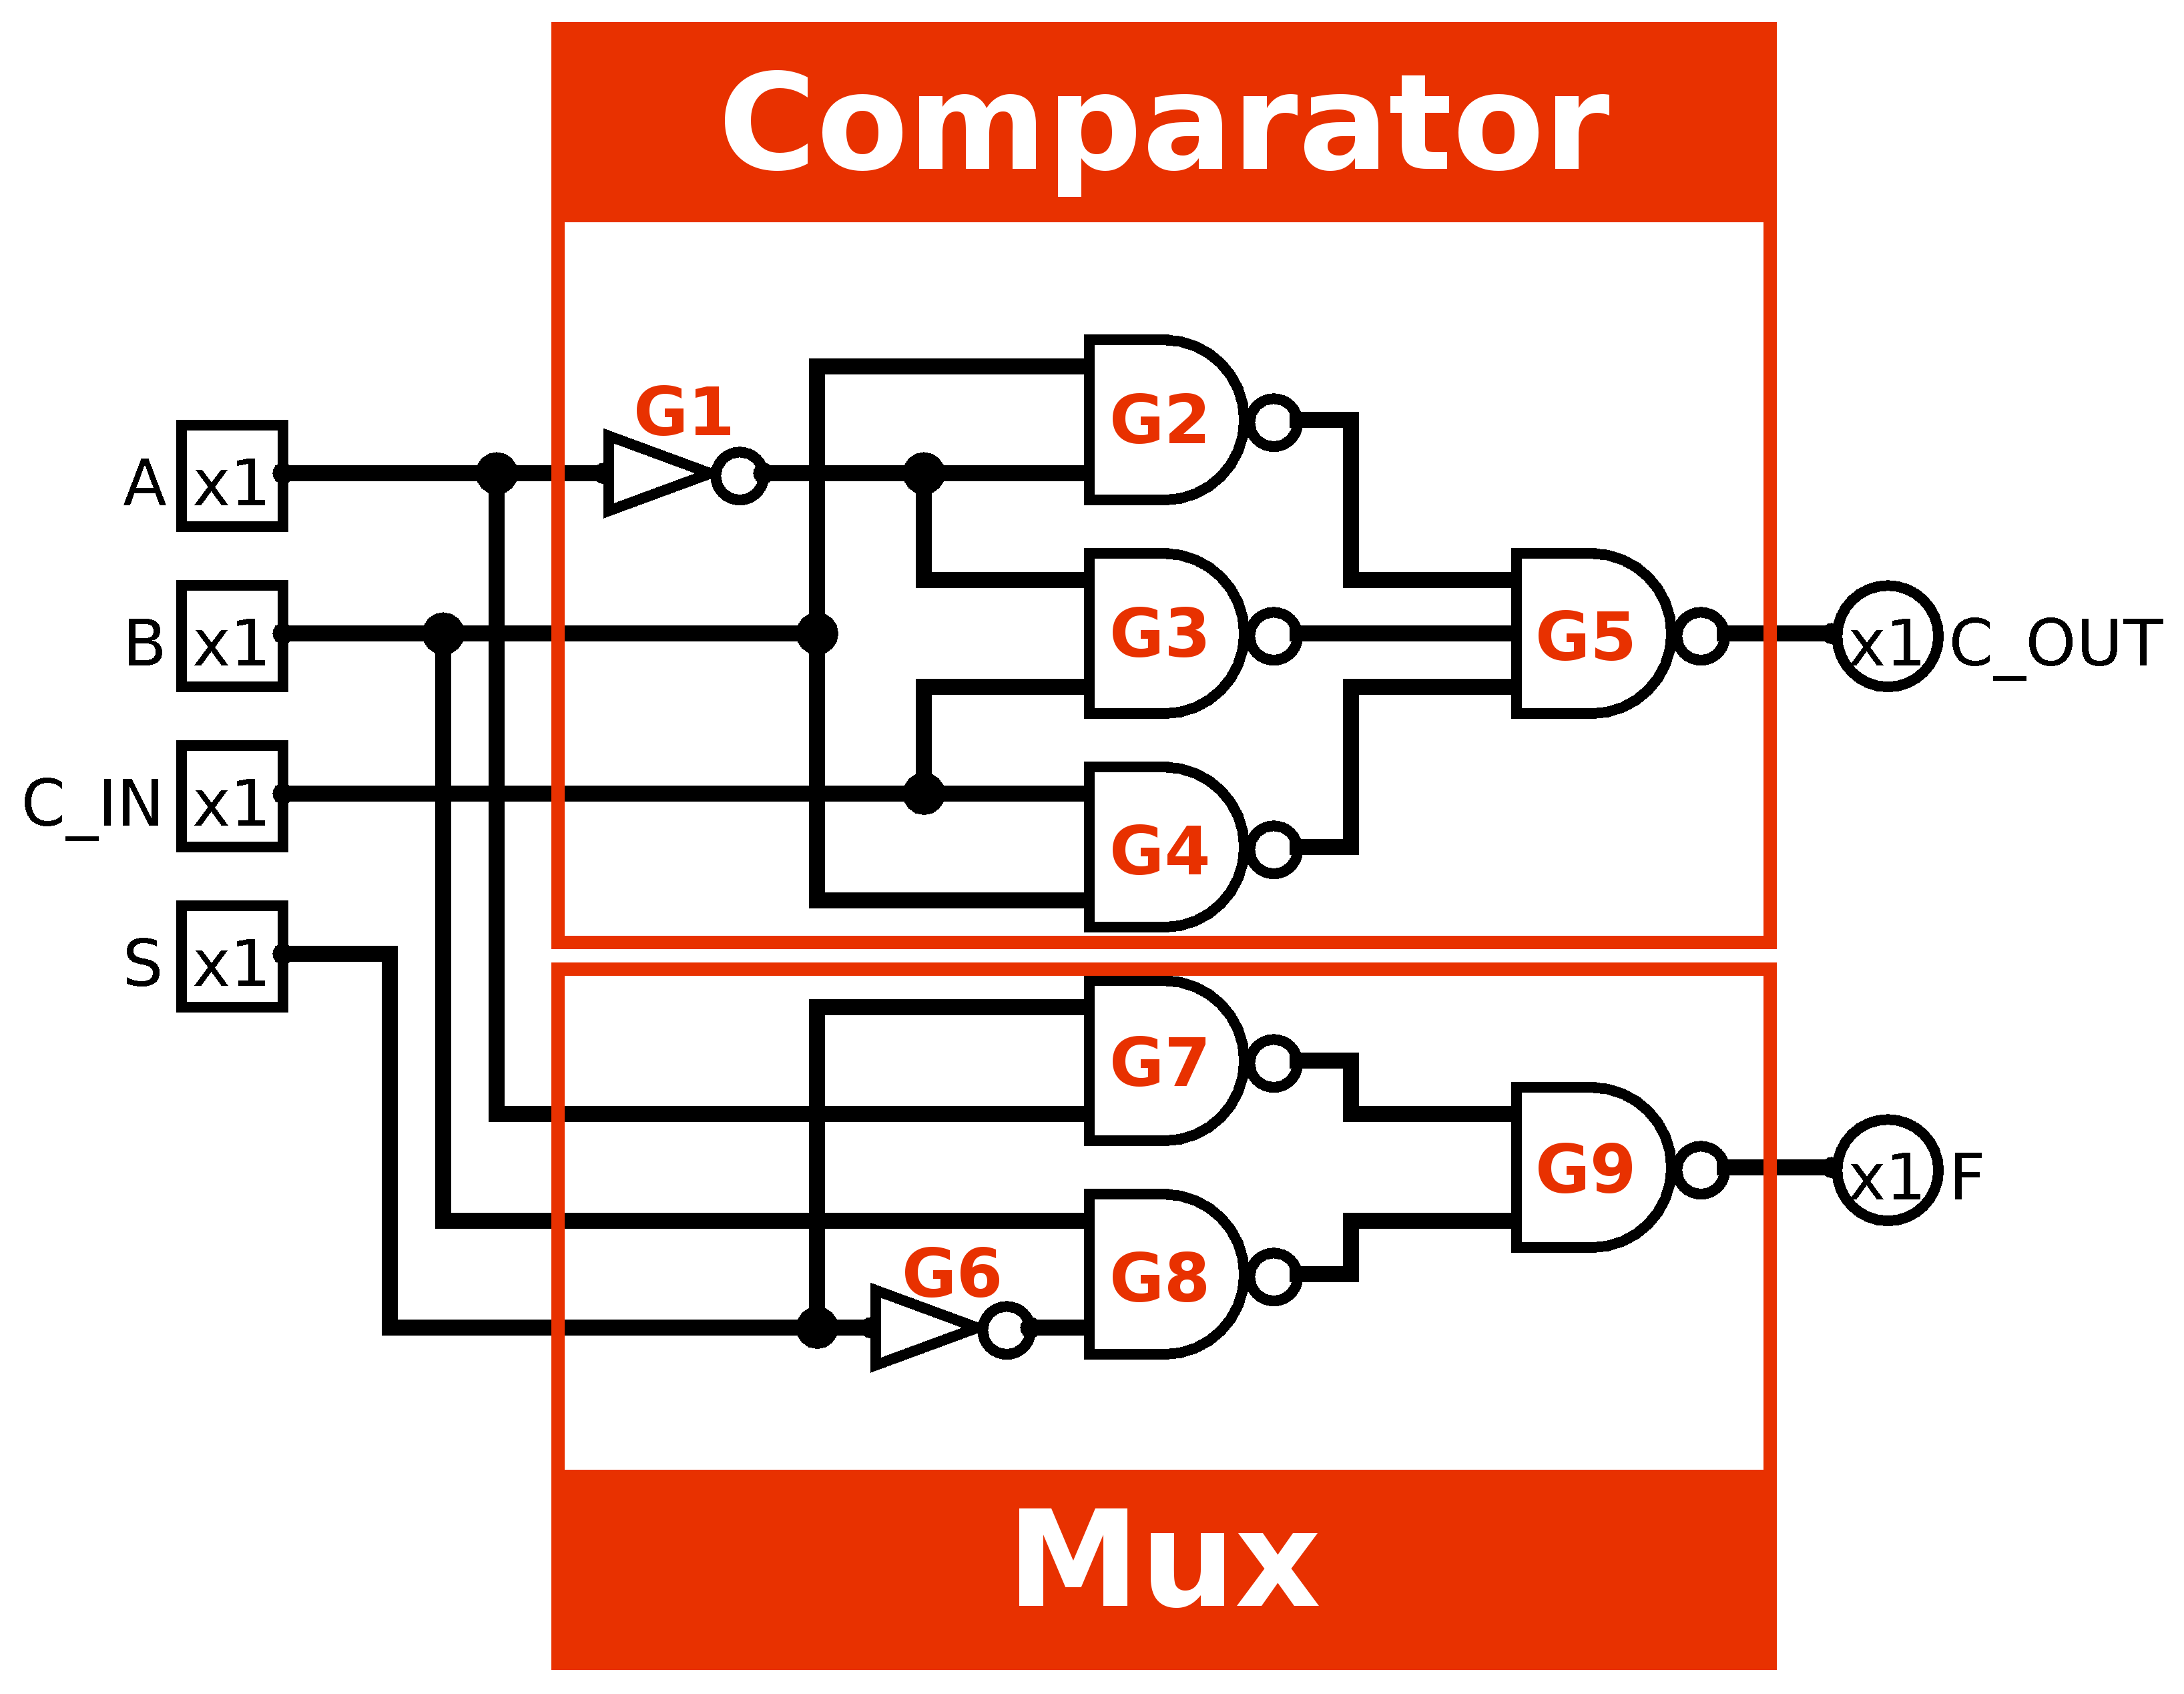 Comparator
G1
G2
A x1
B x1
G3
G5
x1 C_OUT
C_IN x1
G4
S x1
G7
G9
x1 F
G6
G8
Mux